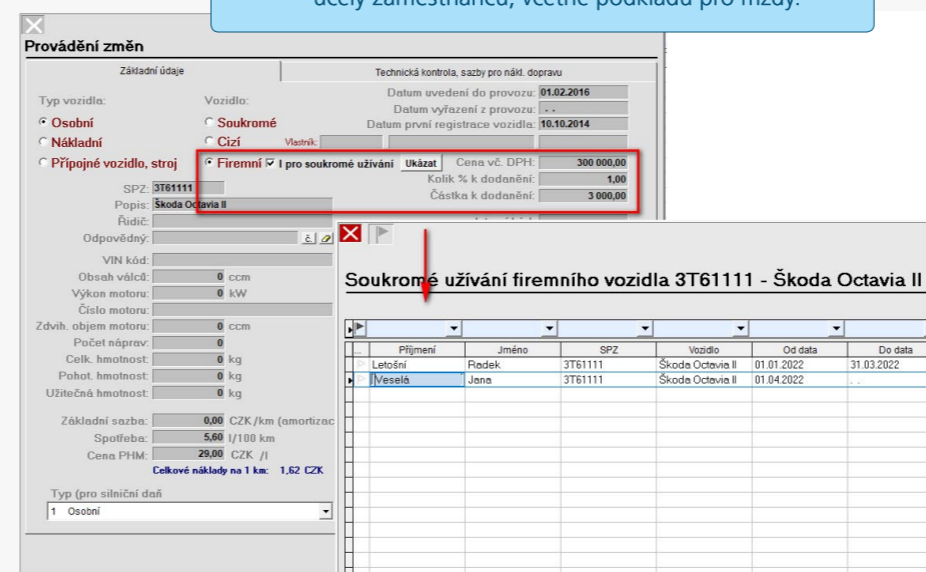 účely zaměstnanců, včetně podkladů pro mzdy.
Provádění změn
Základní údaje
Technická kontrola, sazby pro nákl. dopravu
Typ vozidla:
Vozidlo:
Datum uvedení do provozu: 01.02.2016
Datum vyřazení z provozu: . .
Osobní
Soukromé
Datum první registrace vozidla: 10.10.2014
Nákladní
Cizí
Vlastník:
Přípojné vozidlo, stroj
Firemní
I pro soukromé užívání
Ukázat
Cena vč. DPH: 300 000,00
Kolik % k dodanění: 1,00
Částka k dodanění: 3 000,00
SPZ: 3T61111
Popis: Škoda Octavia II
Řidič:
Odpovědný:
č.
VIN kód:
Obsah válců: 0 ccm
Výkon motoru: 0 kW
Číslo motoru:
Zdvih. objem motoru: 0 ccm
Počet náprav: 0
Celk. hmotnost: 0 kg
Pohot. hmotnost: 0 kg
Užitečná hmotnost: 0 kg
Základní sazba: 0,00 CZK/km (amortizac
Spotřeba: 5,60 l/100 km
Cena PHM: 29,00 CZK /l
Celkové náklady na 1 km: 1,62 CZK
Typ (pro silniční daň
1 Osobní
Soukromé užívání firemního vozidla 3T61111 - Škoda Octavia II
... Příjmení Jméno SPZ Vozidlo Od data Do data
Letošní Radek 3T61111 Škoda Octavia II 01.01.2022 31.03.2022
Veselá Jana 3T61111 Škoda Octavia II 01.04.2022 . .